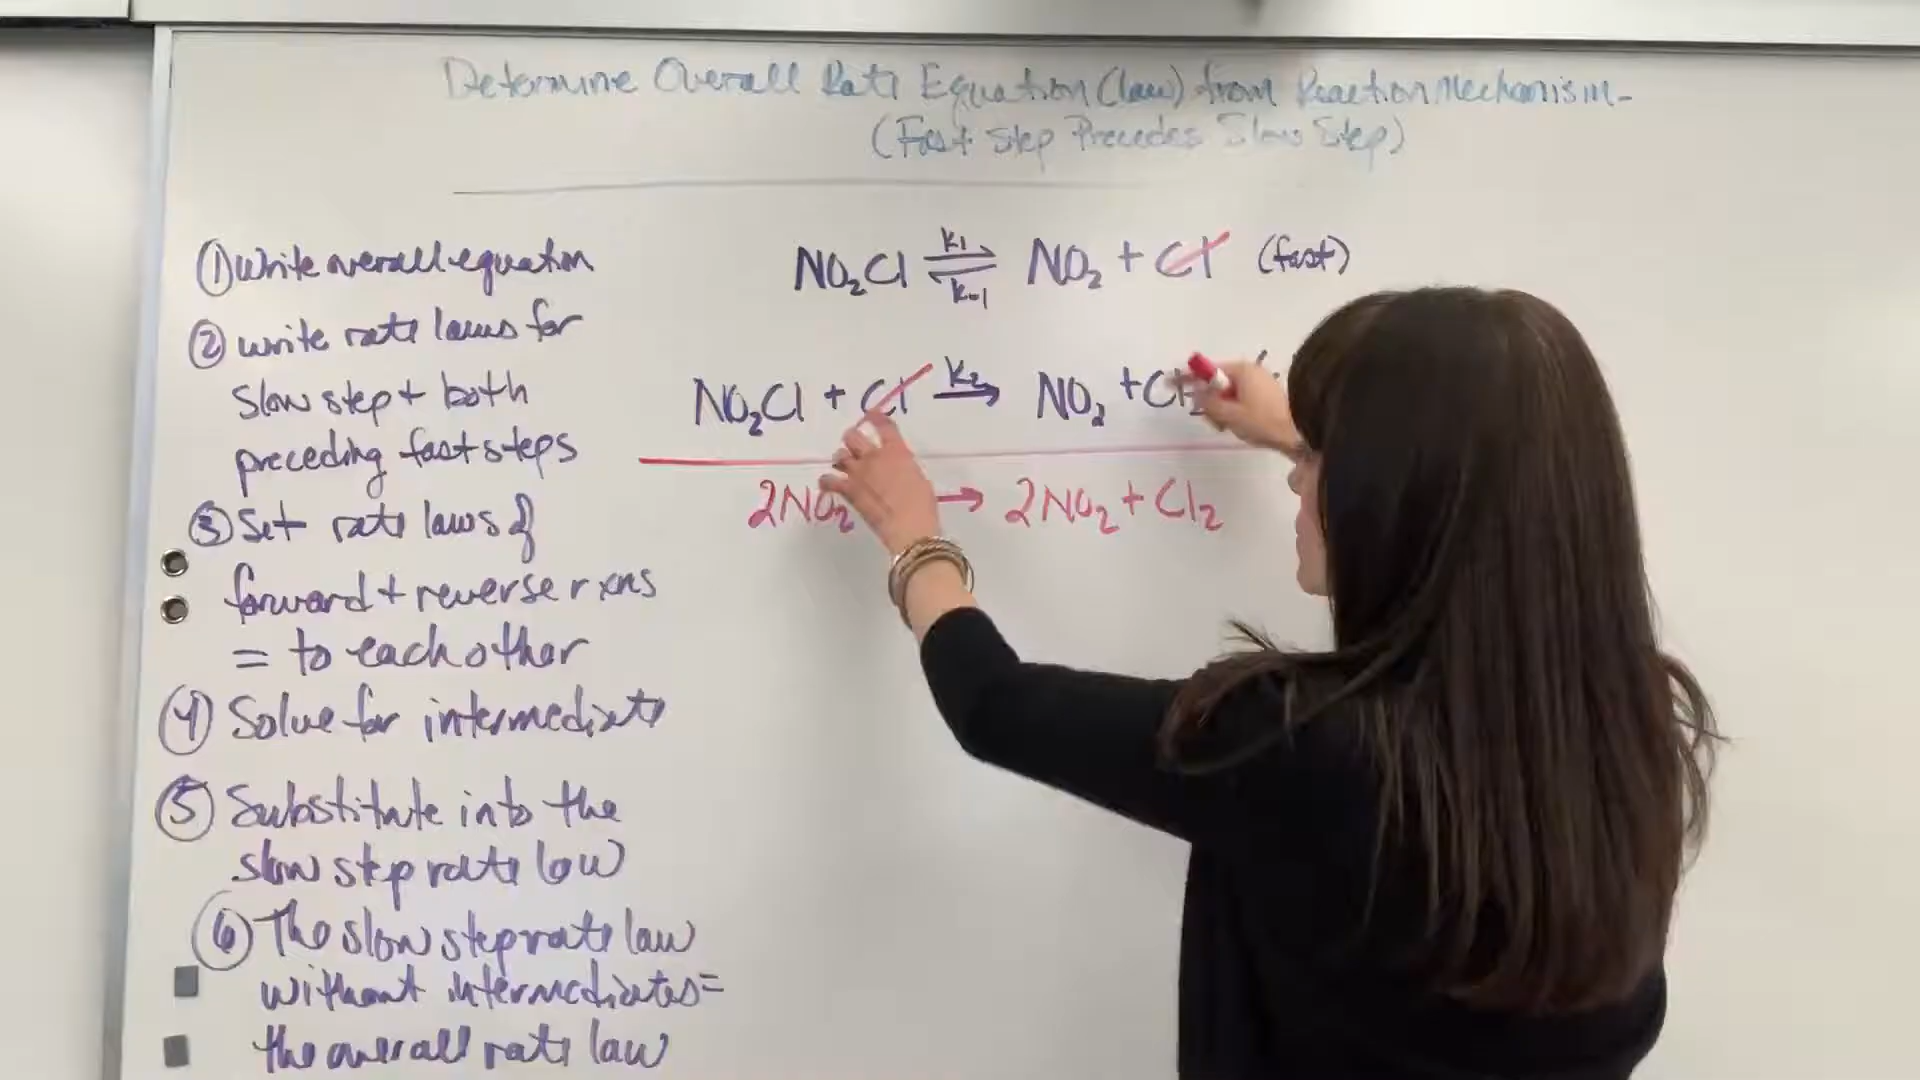 Determine Overall Rate Equation (law) from Reaction Mechanism-
(Fast Step Precedes Slow Step)
① Write overall equation
② write rate laws for
slow step + both
preceding fast steps
③ Set rate laws of
forward + reverse rxns
= to each other
④ Solve for intermediate
⑤ Substitute into the
slow step rate law
⑥ The slow step rate law
without intermediates =
the overall rate law
NO₂Cl ⇌ NO₂ + Cl (fast)
k₁
k₋₁
NO₂Cl + Cl → NO₂ + Cl₂
k₂
2NO₂ → 2NO₂ + Cl₂